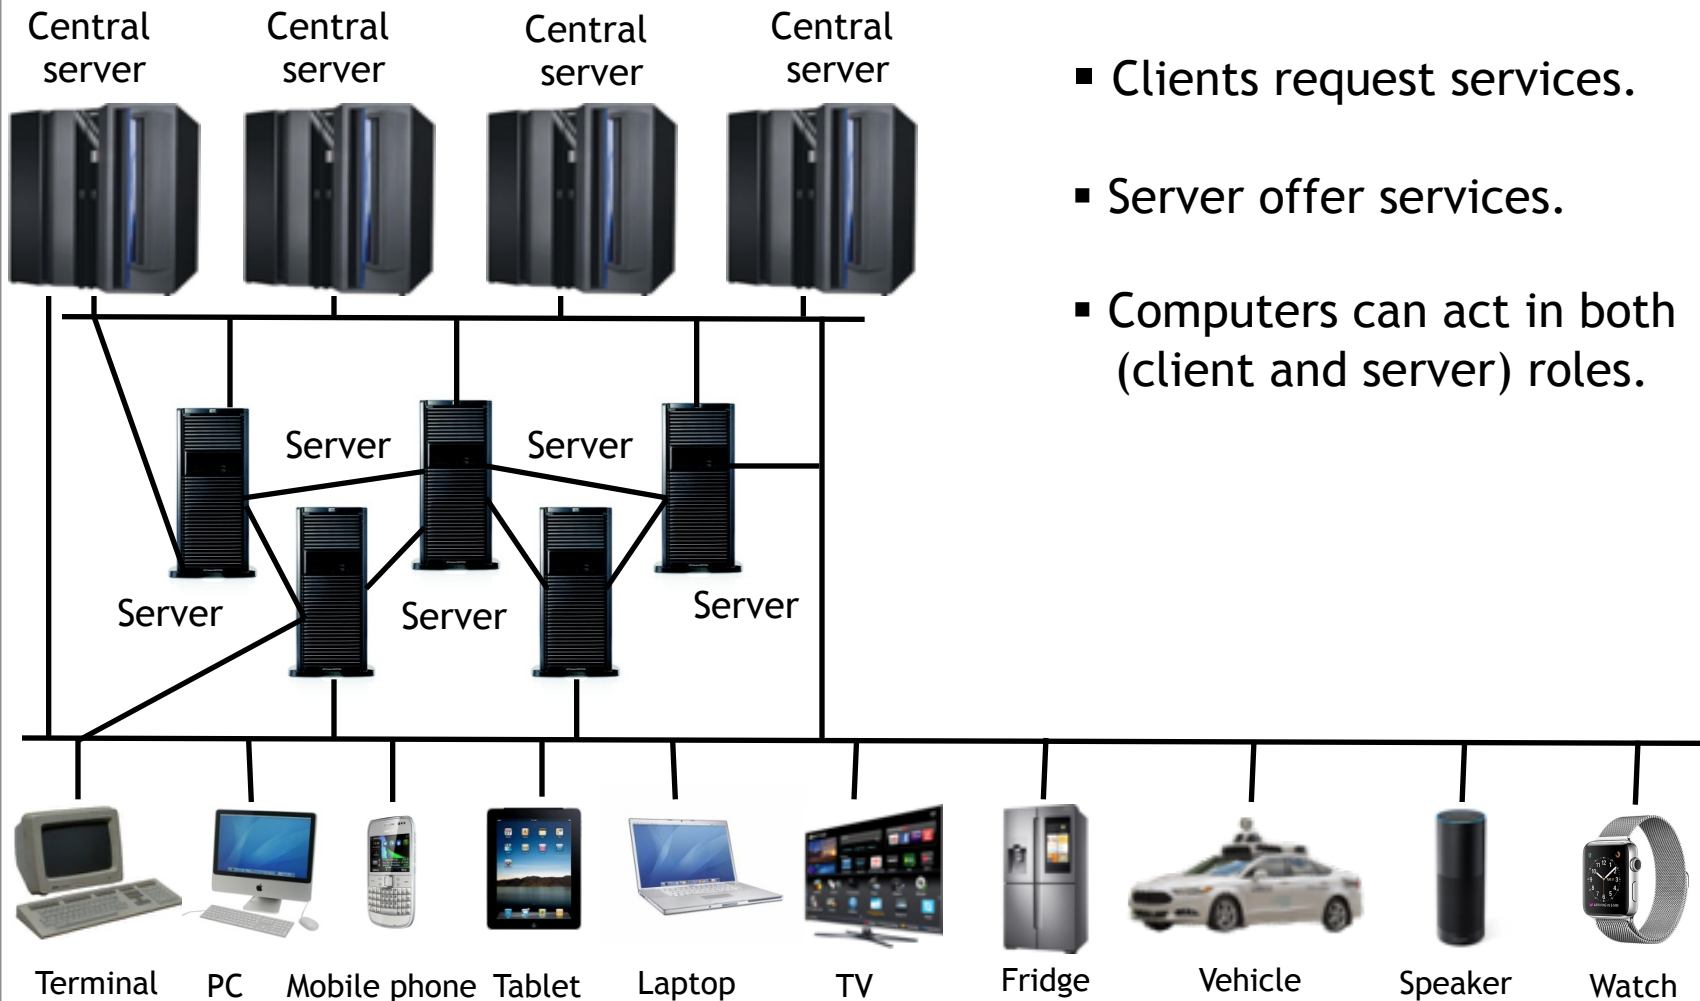 Central
server
Central
server
Central
server
Central
server
▪ Clients request services.
▪ Server offer services.
▪ Computers can act in both
(client and server) roles.
Server
Server
Server
Server
Server
Terminal
PC
Mobile phone
Tablet
Laptop
TV
Fridge
Vehicle
Speaker
Watch